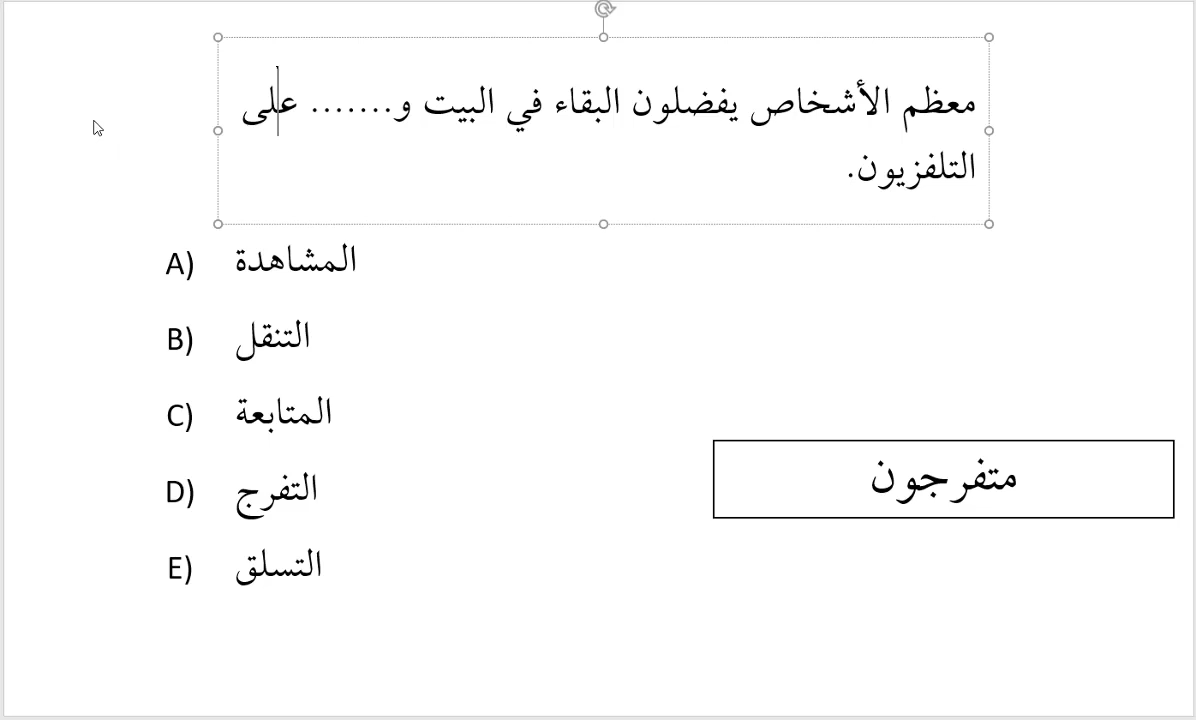 معظم الأشخاص يفضلون البقاء في البيت و....... على
التلفزيون.
A) المشاهدة
B) التنقل
C) المتابعة
D) التفرج
E) التسلق
متفرجون